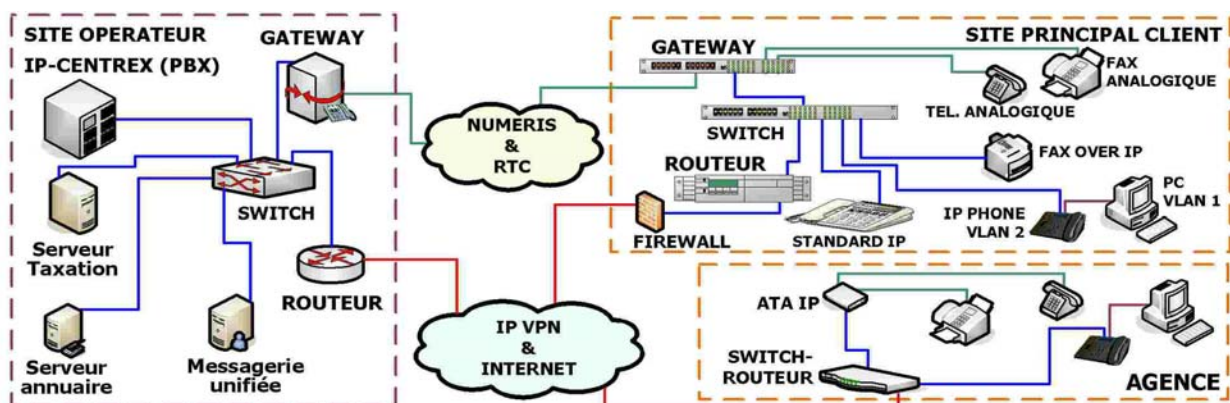 SITE OPERATEUR
IP-CENTREX (PBX)
GATEWAY
SWITCH
Serveur
Taxation
ROUTEUR
Serveur
annuaire
Messagerie
unifiée
NUMERIS
&
RTC
IP VPN
&
INTERNET
SITE PRINCIPAL CLIENT
GATEWAY
FAX
ANALOGIQUE
TEL. ANALOGIQUE
SWITCH
FAX OVER IP
ROUTEUR
PC
VLAN 1
IP PHONE
VLAN 2
FIREWALL
STANDARD IP
ATA IP
SWITCH-
ROUTEUR
AGENCE